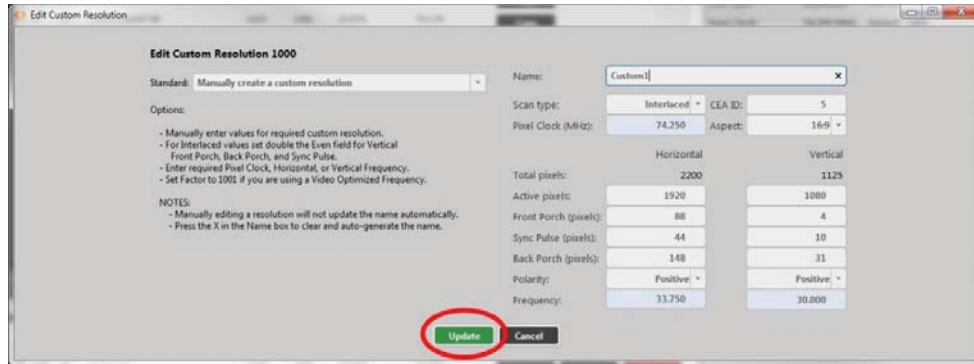 Edit Custom Resolution
Edit Custom Resolution 1000
Standard: Manually create a custom resolution
Options:
- Manually enter values for required custom resolution.
- For Interlaced values set double the Even field for Vertical
Front Porch, Back Porch, and Sync Pulse.
- Enter required Pixel Clock, Horizontal, or Vertical Frequency.
- Set Factor to 1001 if you are using a Video Optimized Frequency.
NOTES:
- Manually editing a resolution will not update the name automatically.
- Press the X in the Name box to clear and auto-generate the name.
Name: Custom1
Scan type: Interlaced CEA ID: 5
Pixel Clock (MHz): 74.250 Aspect: 16:9
Horizontal Vertical
Total pixels: 2200 1125
Active pixels: 1920 1080
Front Porch (pixels): 88 4
Sync Pulse (pixels): 44 10
Back Porch (pixels): 148 31
Polarity: Positive Positive
Frequency: 33.750 30.000
Update Cancel